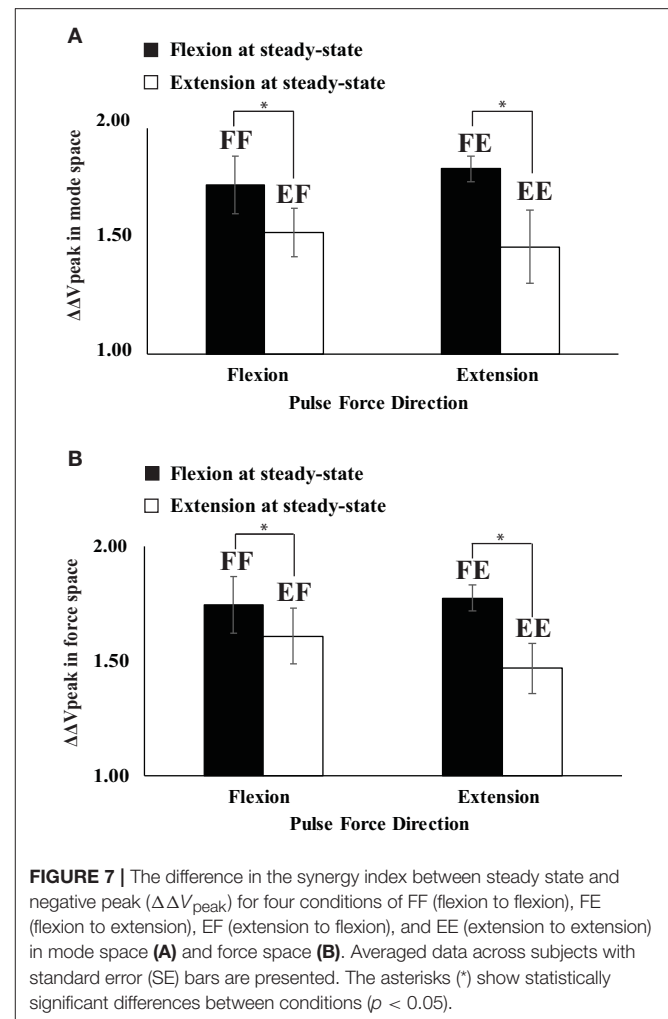 A
■ Flexion at steady-state
□ Extension at steady-state
ΔΔVpeak in mode space
2.00
1.50
1.00
*
FF
EF
*
FE
EE
Flexion
Extension
Pulse Force Direction
B
■ Flexion at steady-state
□ Extension at steady-state
ΔΔVpeak in force space
2.00
1.50
1.00
*
FF
EF
*
FE
EE
Flexion
Extension
Pulse Force Direction
FIGURE 7 | The difference in the synergy index between steady state and
negative peak (ΔΔVpeak) for four conditions of FF (flexion to flexion), FE
(flexion to extension), EF (extension to flexion), and EE (extension to extension)
in mode space (A) and force space (B). Averaged data across subjects with
standard error (SE) bars are presented. The asterisks (*) show statistically
significant differences between conditions (p < 0.05).